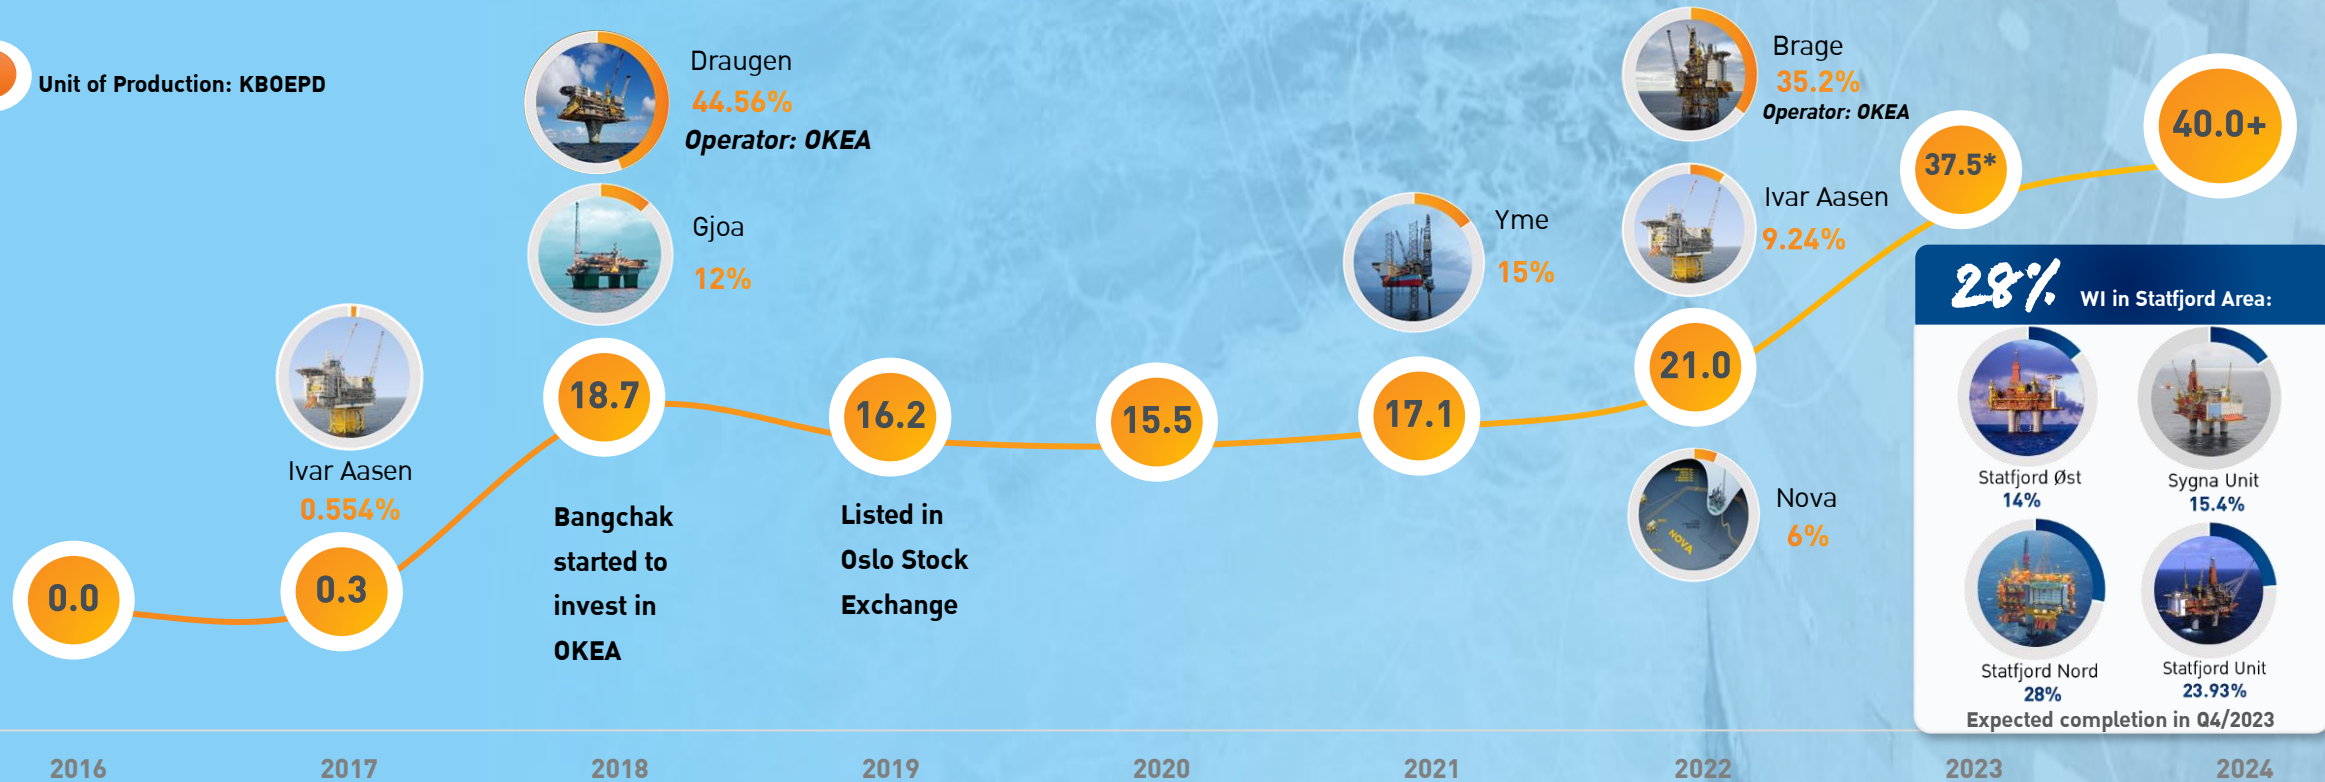 Unit of Production: KBOEPD
Draugen
44.56%
Operator: OKEA
Gjoa
12%
Ivar Aasen
0.554%
Yme
15%
Brage
35.2%
Operator: OKEA
Ivar Aasen
9.24%
Nova
6%
NOVA
0.0
0.3
18.7
16.2
15.5
17.1
21.0
37.5*
40.0+
Bangchak
started to
invest in
OKEA
Listed in
Oslo Stock
Exchange
28% WI in Statfjord Area:
Statfjord Øst
14%
Sygna Unit
15.4%
Statfjord Nord
28%
Statfjord Unit
23.93%
Expected completion in Q4/2023
2016 2017 2018 2019 2020 2021 2022 2023 2024